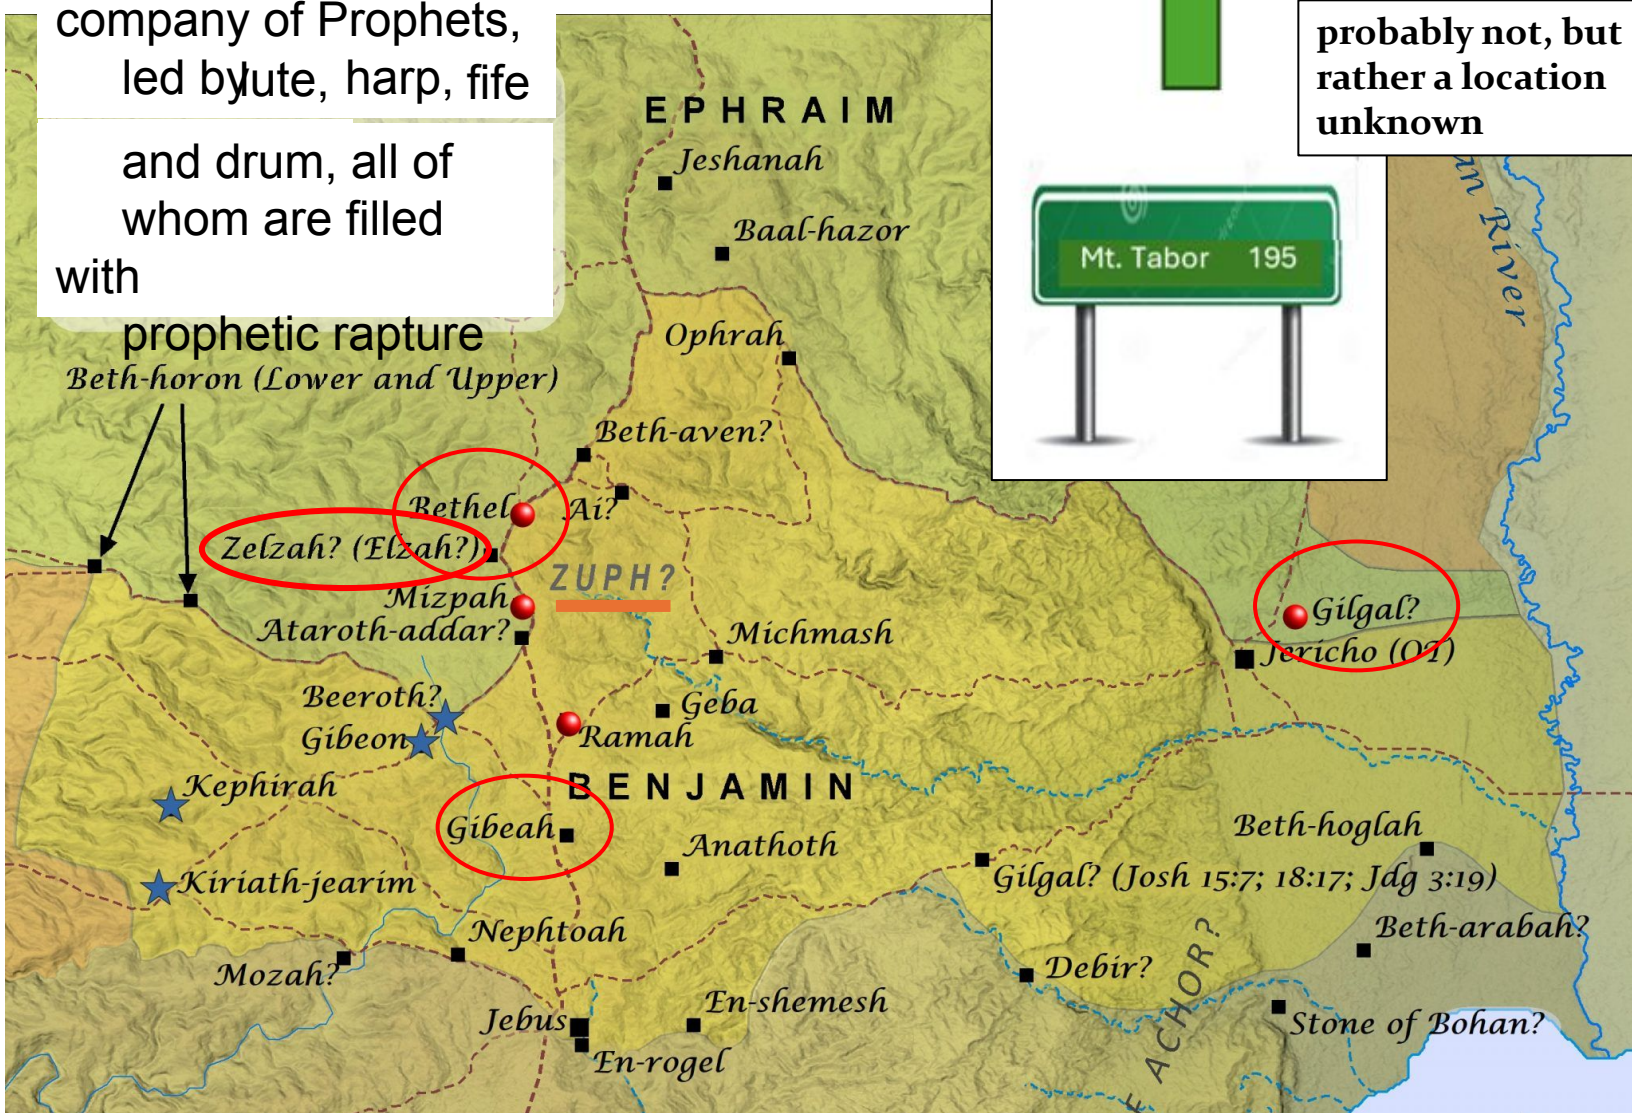 company of Prophets,
led by lute, harp, fife
and drum, all of
whom are filled
with
prophetic rapture
probably not, but
rather a location
unknown
EPHRAIM
Jeshanah
Baal-hazor
Mt. Tabor 195
River
Ophrah
Beth-horon (Lower and Upper)
Beth-aven?
Bethel
Ai?
Zelzah? (Elzah?)
ZUPH?
Mizpah
Gilgal?
Ataroth-addar?
Michmash
Jericho (OT)
Beeroth?
Geba
Gibeon
Ramah
Kephirah
BENJAMIN
Gibeah
Anathoth
Beth-hoglah
Kiriath-jearim
Gilgal? (Josh 15:7; 18:17; Jdg 3:19)
Nephtoah
Beth-arabah?
Mozah?
Debir?
ACHOR?
En-shemesh
Jebus
Stone of Bohan?
En-rogel